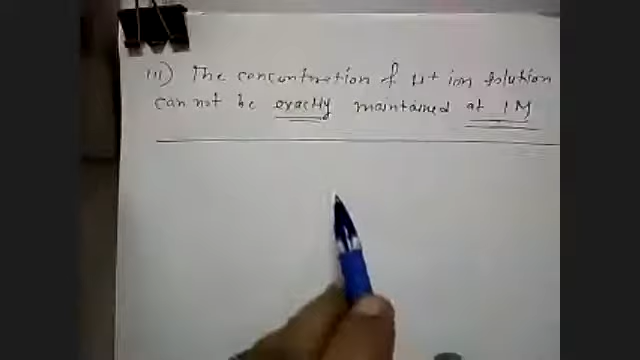 III) The concentration of H+ ion solution
can not be exactly maintained at 1M